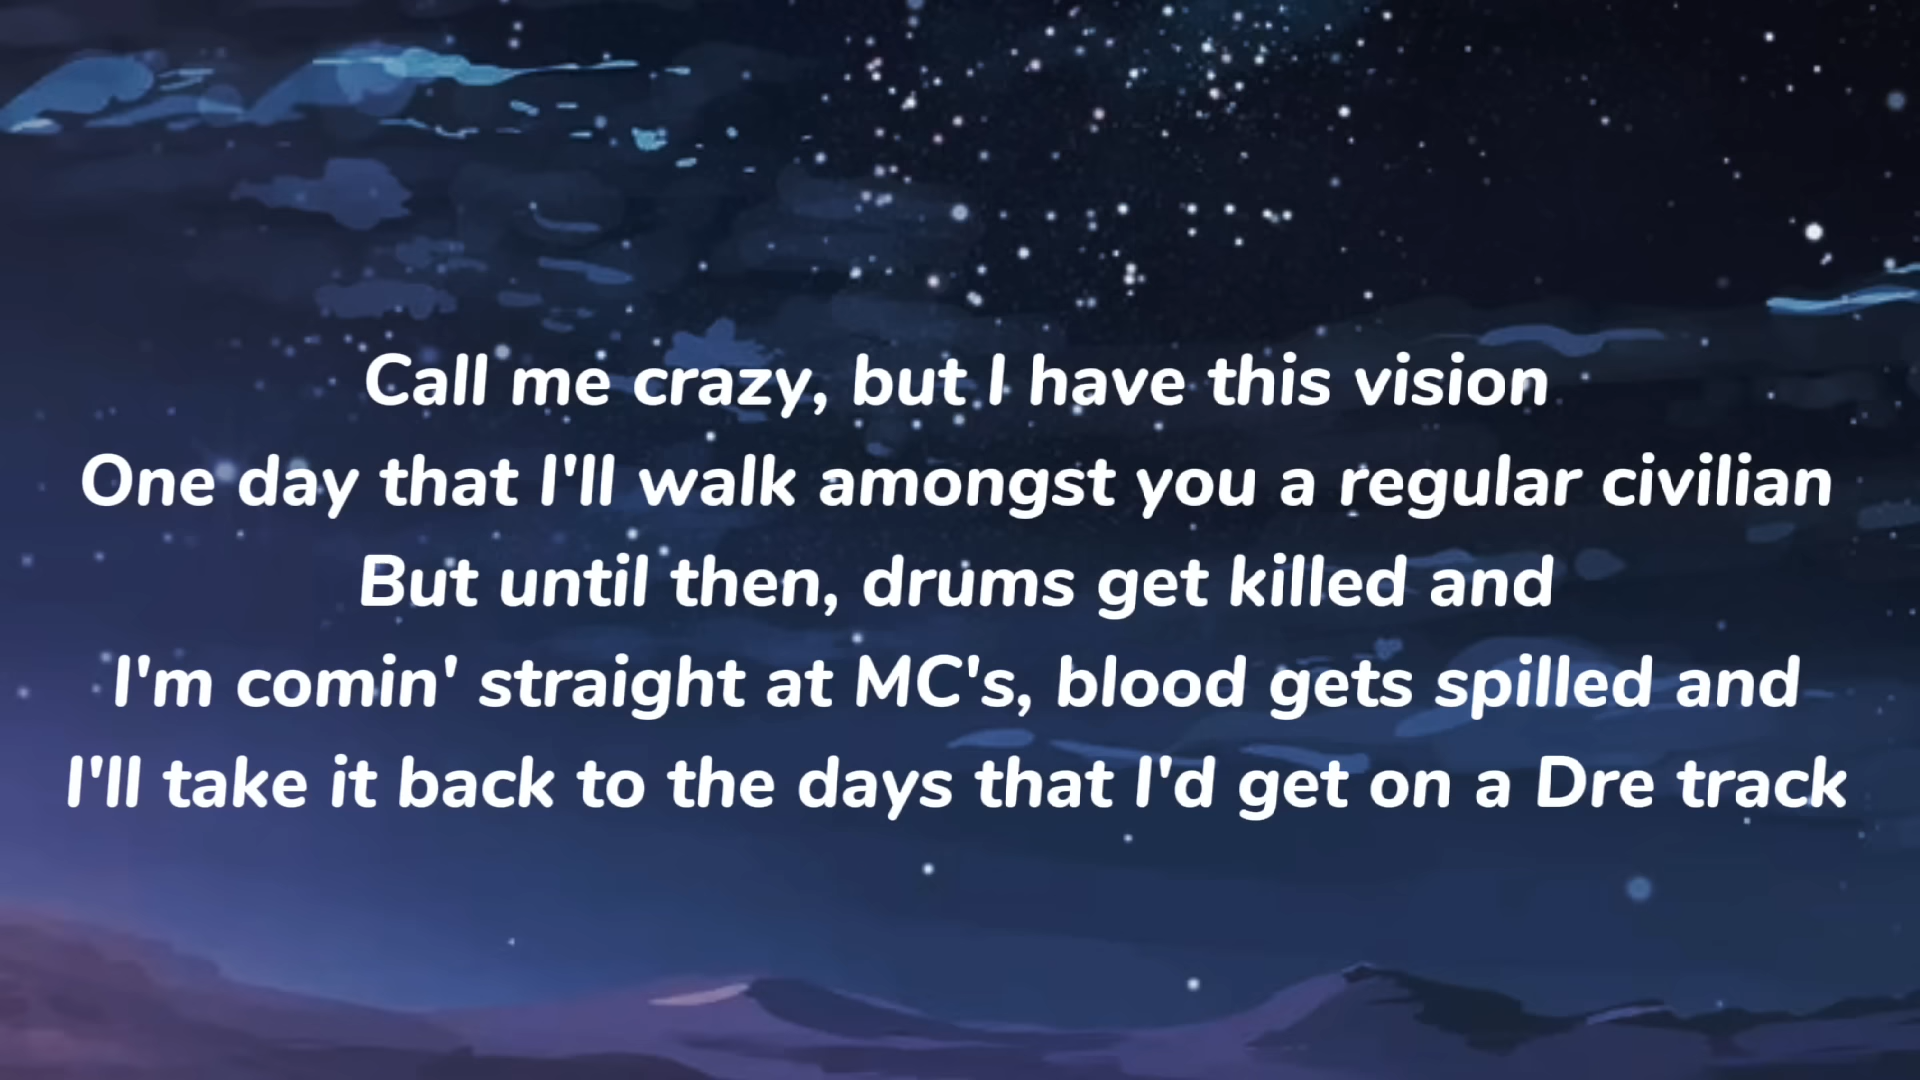 Call me crazy, but I have this vision
One day that I'll walk amongst you a regular civilian
But until then, drums get killed and
I'm comin' straight at MC's, blood gets spilled and
I'll take it back to the days that I'd get on a Dre track